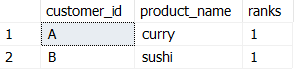 customer_id product_name ranks
1 A curry 1
2 B sushi 1